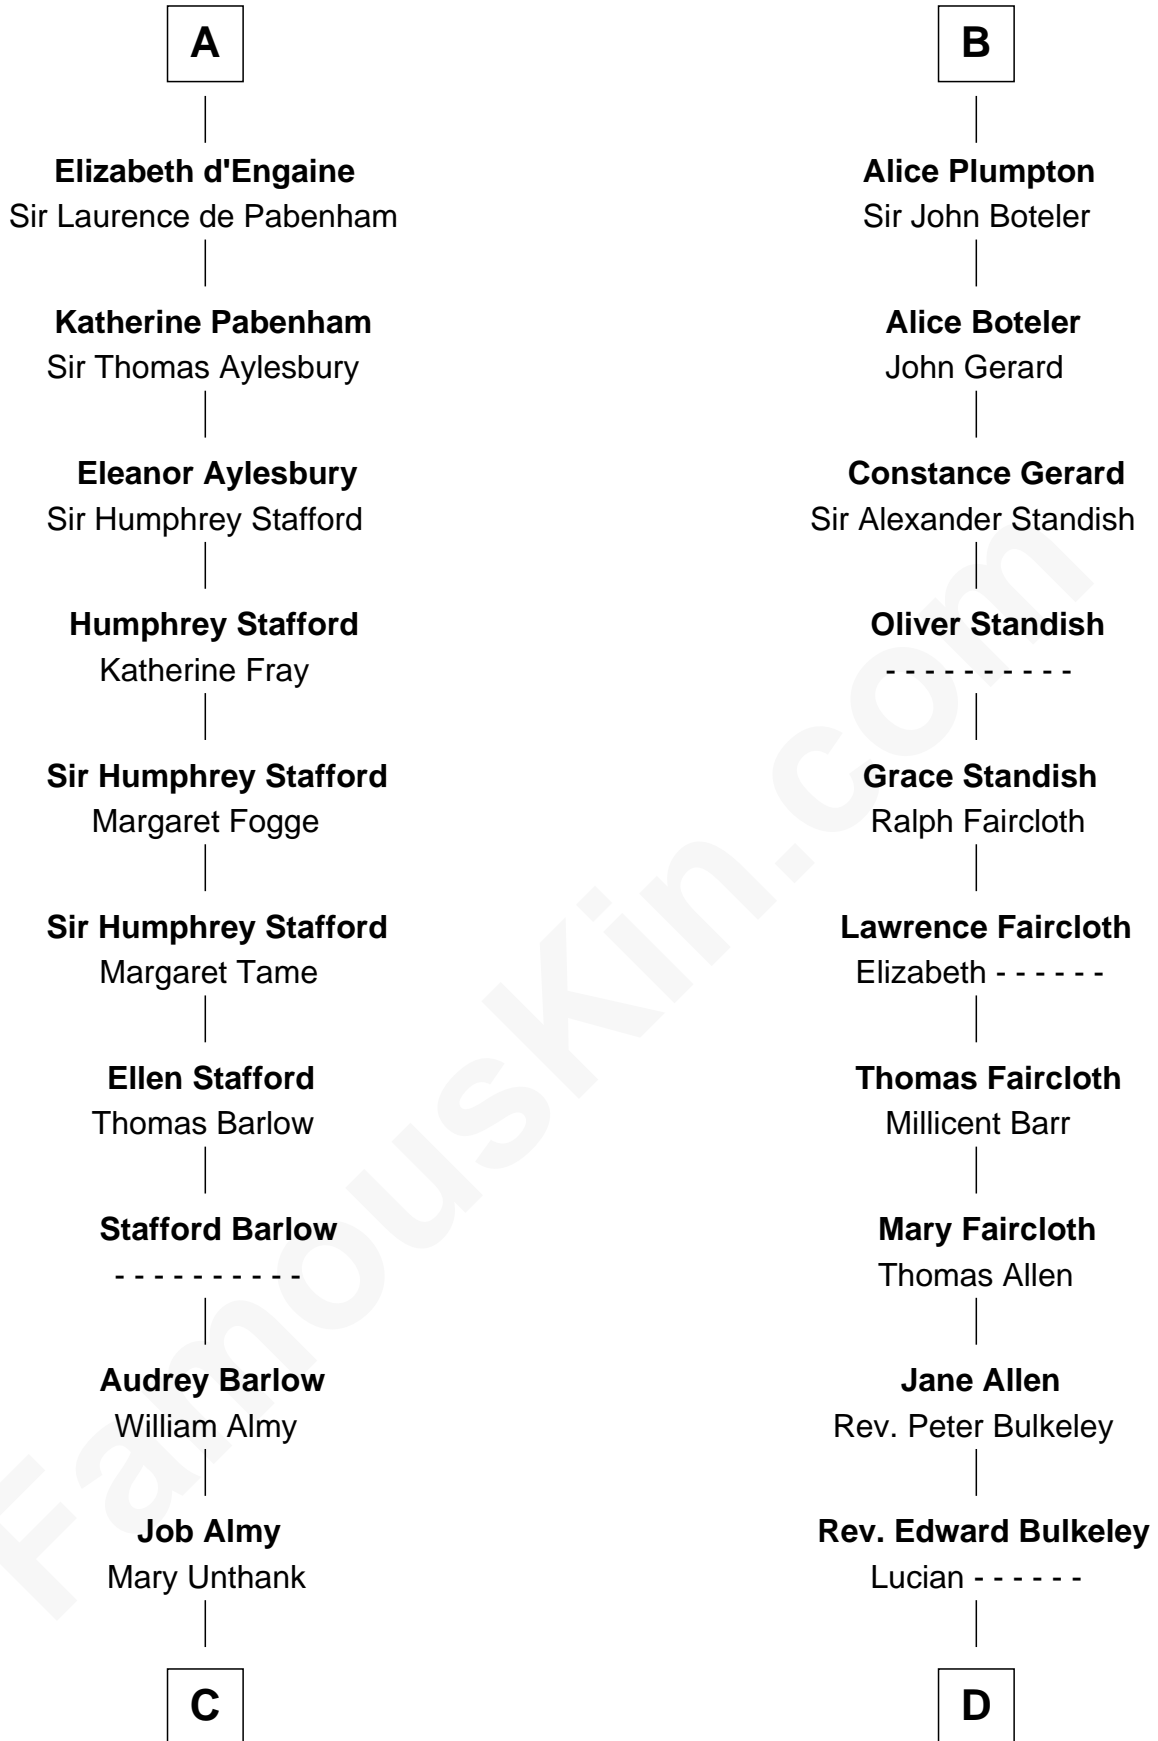 A
Elizabeth d'Engaine
Sir Laurence de Pabenham
Katherine Pabenham
Sir Thomas Aylesbury
Eleanor Aylesbury
Sir Humphrey Stafford
Humphrey Stafford
Katherine Fray
Sir Humphrey Stafford
Margaret Fogge
Sir Humphrey Stafford
Margaret Tame
Ellen Stafford
Thomas Barlow
Stafford Barlow
- - - - - - - - - -
Audrey Barlow
William Almy
Job Almy
Mary Unthank
C
B
Alice Plumpton
Sir John Boteler
Alice Boteler
John Gerard
Constance Gerard
Sir Alexander Standish
Oliver Standish
- - - - - - - - - -
Grace Standish
Ralph Faircloth
Lawrence Faircloth
Elizabeth - - - - - -
Thomas Faircloth
Millicent Barr
Mary Faircloth
Thomas Allen
Jane Allen
Rev. Peter Bulkeley
Rev. Edward Bulkeley
Lucian - - - - - -
D
FamousKin.com